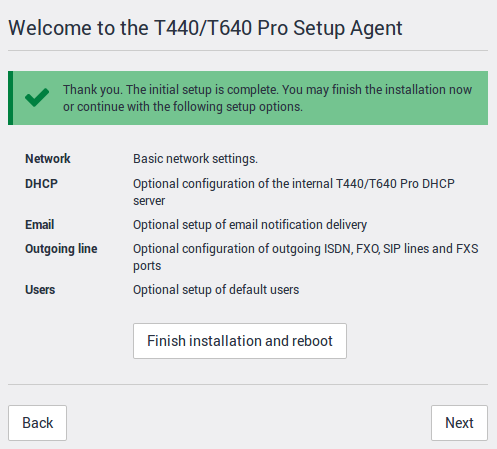 Welcome to the T440/T640 Pro Setup Agent
Thank you. The initial setup is complete. You may finish the installation now
or continue with the following setup options.
Network Basic network settings.
DHCP Optional configuration of the internal T440/T640 Pro DHCP
server
Email Optional setup of email notification delivery
Outgoing line Optional configuration of outgoing ISDN, FXO, SIP lines and FXS
ports
Users Optional setup of default users
Finish installation and reboot
Back Next